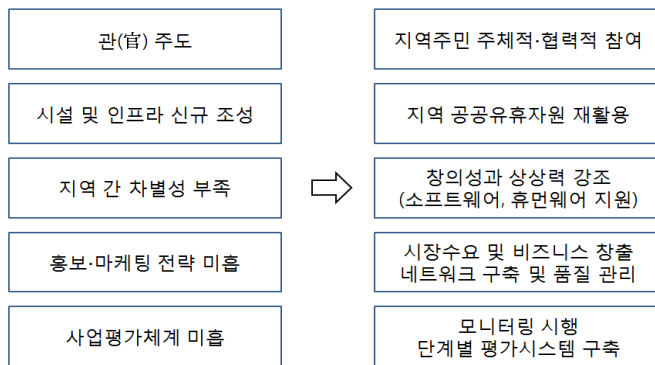 관(官) 주도
지역주민 주체적·협력적 참여
시설 및 인프라 신규 조성
지역 공공유휴자원 재활용
지역 간 차별성 부족
창의성과 상상력 강조
(소프트웨어, 휴먼웨어 지원)
홍보·마케팅 전략 미흡
시장수요 및 비즈니스 창출
네트워크 구축 및 품질 관리
사업평가체계 미흡
모니터링 시행
단계별 평가시스템 구축